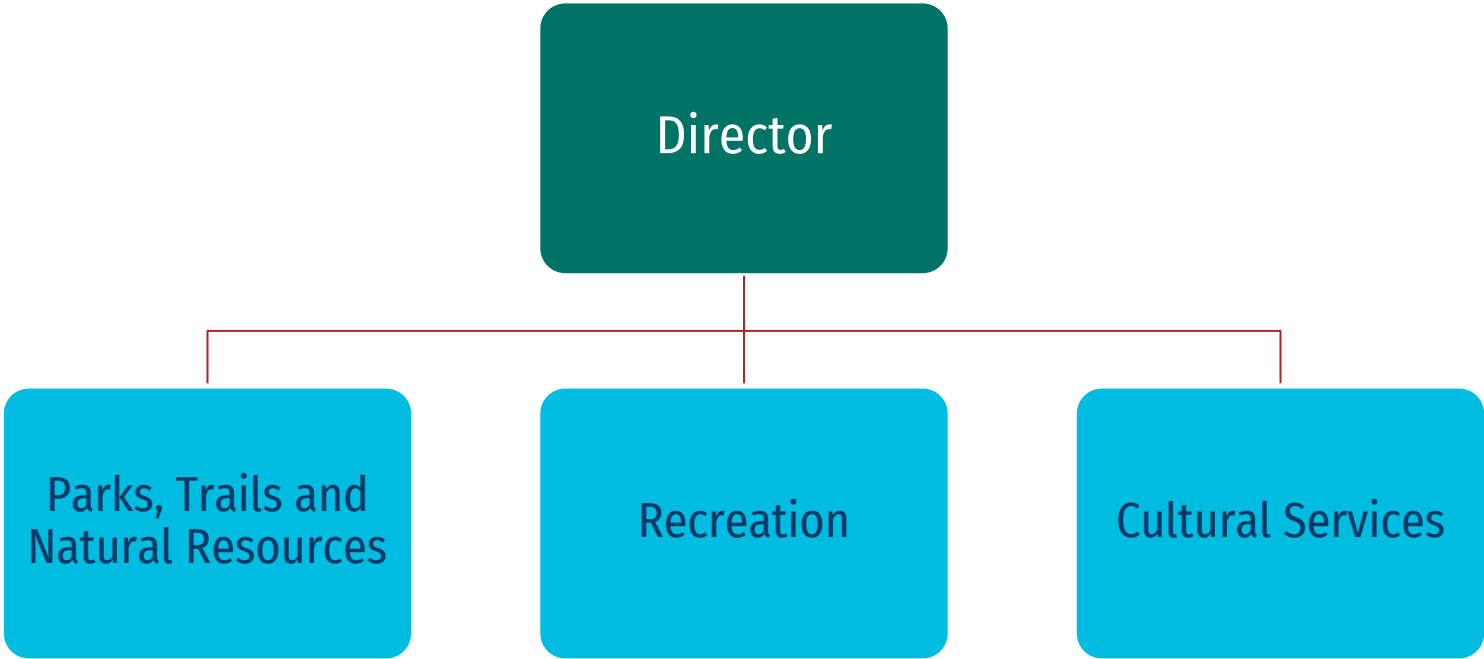 Director
Parks, Trails and
Natural Resources
Recreation
Cultural Services